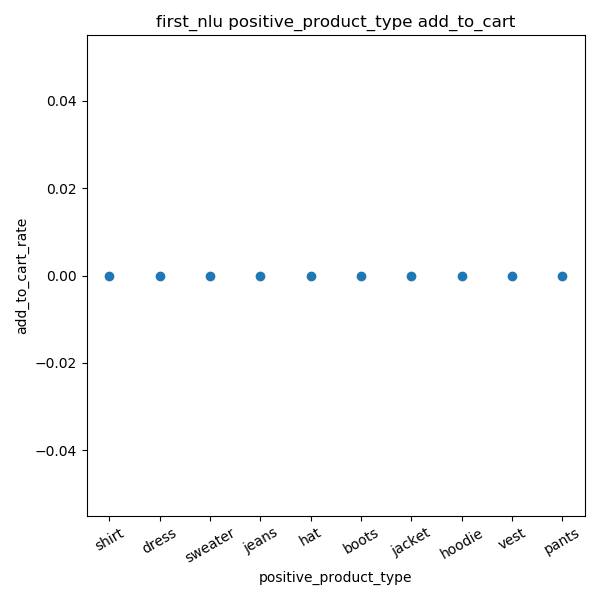 first_nlu positive_product_type add_to_cart
add_to_cart_rate
0.04
0.02
0.00
−0.02
−0.04
shirt
dress
sweater
jeans
hat
boots
jacket
hoodie
vest
pants
positive_product_type